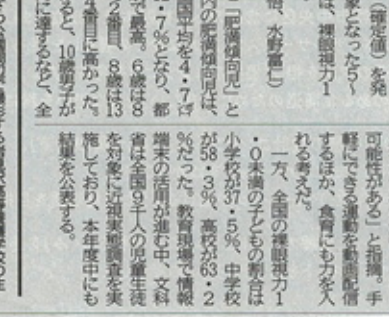 （確定値）を発
象となった５～
は、裸眼視力１
悟、水野富仁）
「肥満傾向児」と
内の肥満傾向児は、
国平均を４・７
・７％となり、都
で最高。６歳は８
２番目、８歳は13
４番目に高かった。
ると、10歳男子が
に達するなど、全
可能性がある」と指摘。手
軽にできる運動を動画配信
するほか、食育にも力を入
れる考えだ。
一方、全国の裸眼視力１
・０未満の子どもの割合は
小学校が37・５％、中学校
が58・３％、高校が63・２
％だった。教育現場で情報
端末の活用が進む中、文科
省は全国９千人の児童生徒
を対象に近視実態調査を実
施しており、本年度中にも
結果を公表する。